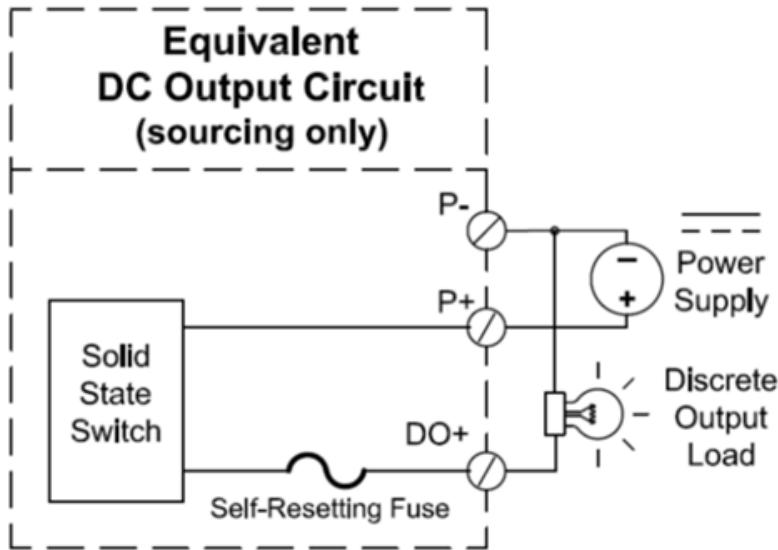 Equivalent
DC Output Circuit
(sourcing only)
P-
P+
DO+
Solid
State
Switch
Self-Resetting Fuse
−
+
Power
Supply
Discrete
Output
Load